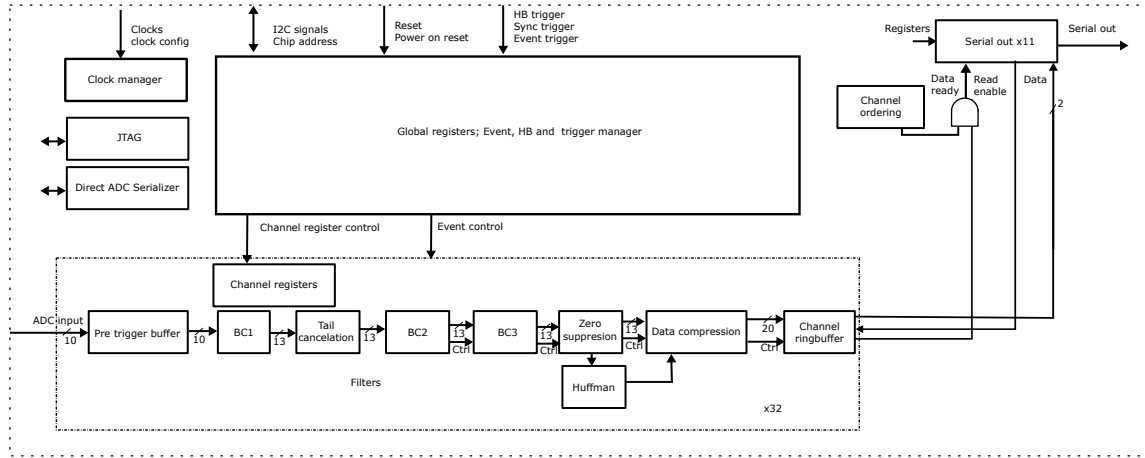 Clocks
clock config
I2C signals
Chip address
Reset
Power on reset
HB trigger
Sync trigger
Event trigger
Registers
Serial out x11
Serial out
Clock manager
Data
ready
Read
enable
Data
2
Channel
ordering
JTAG
Global registers; Event, HB and trigger manager
Direct ADC Serializer
Channel register control
Event control
Channel registers
ADC input
10
Pre trigger buffer
10
BC1
13
Tail
cancelation
13
BC2
13
Ctrl
BC3
13
Ctrl
Zero
suppresion
13
Ctrl
Data compression
20
Ctrl
Channel
ringbuffer
Filters
Huffman
x32